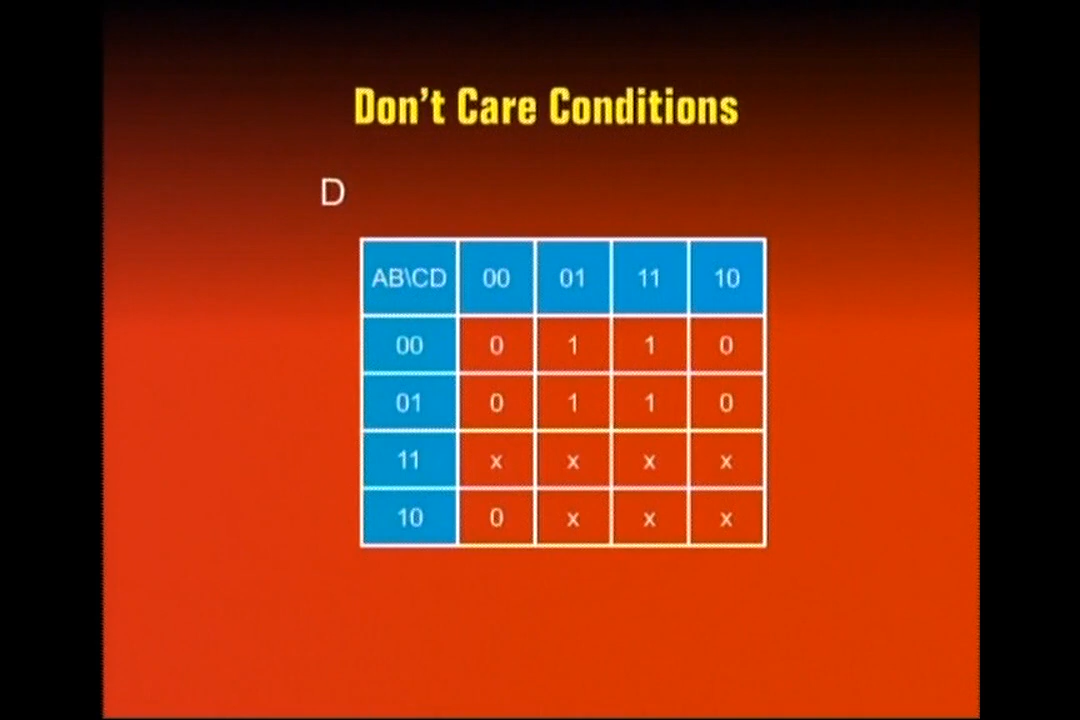 Don't Care Conditions
D
AB\CD 00 01 11 10
00 0 1 1 0
01 0 1 1 0
11 x x x x
10 0 x x x